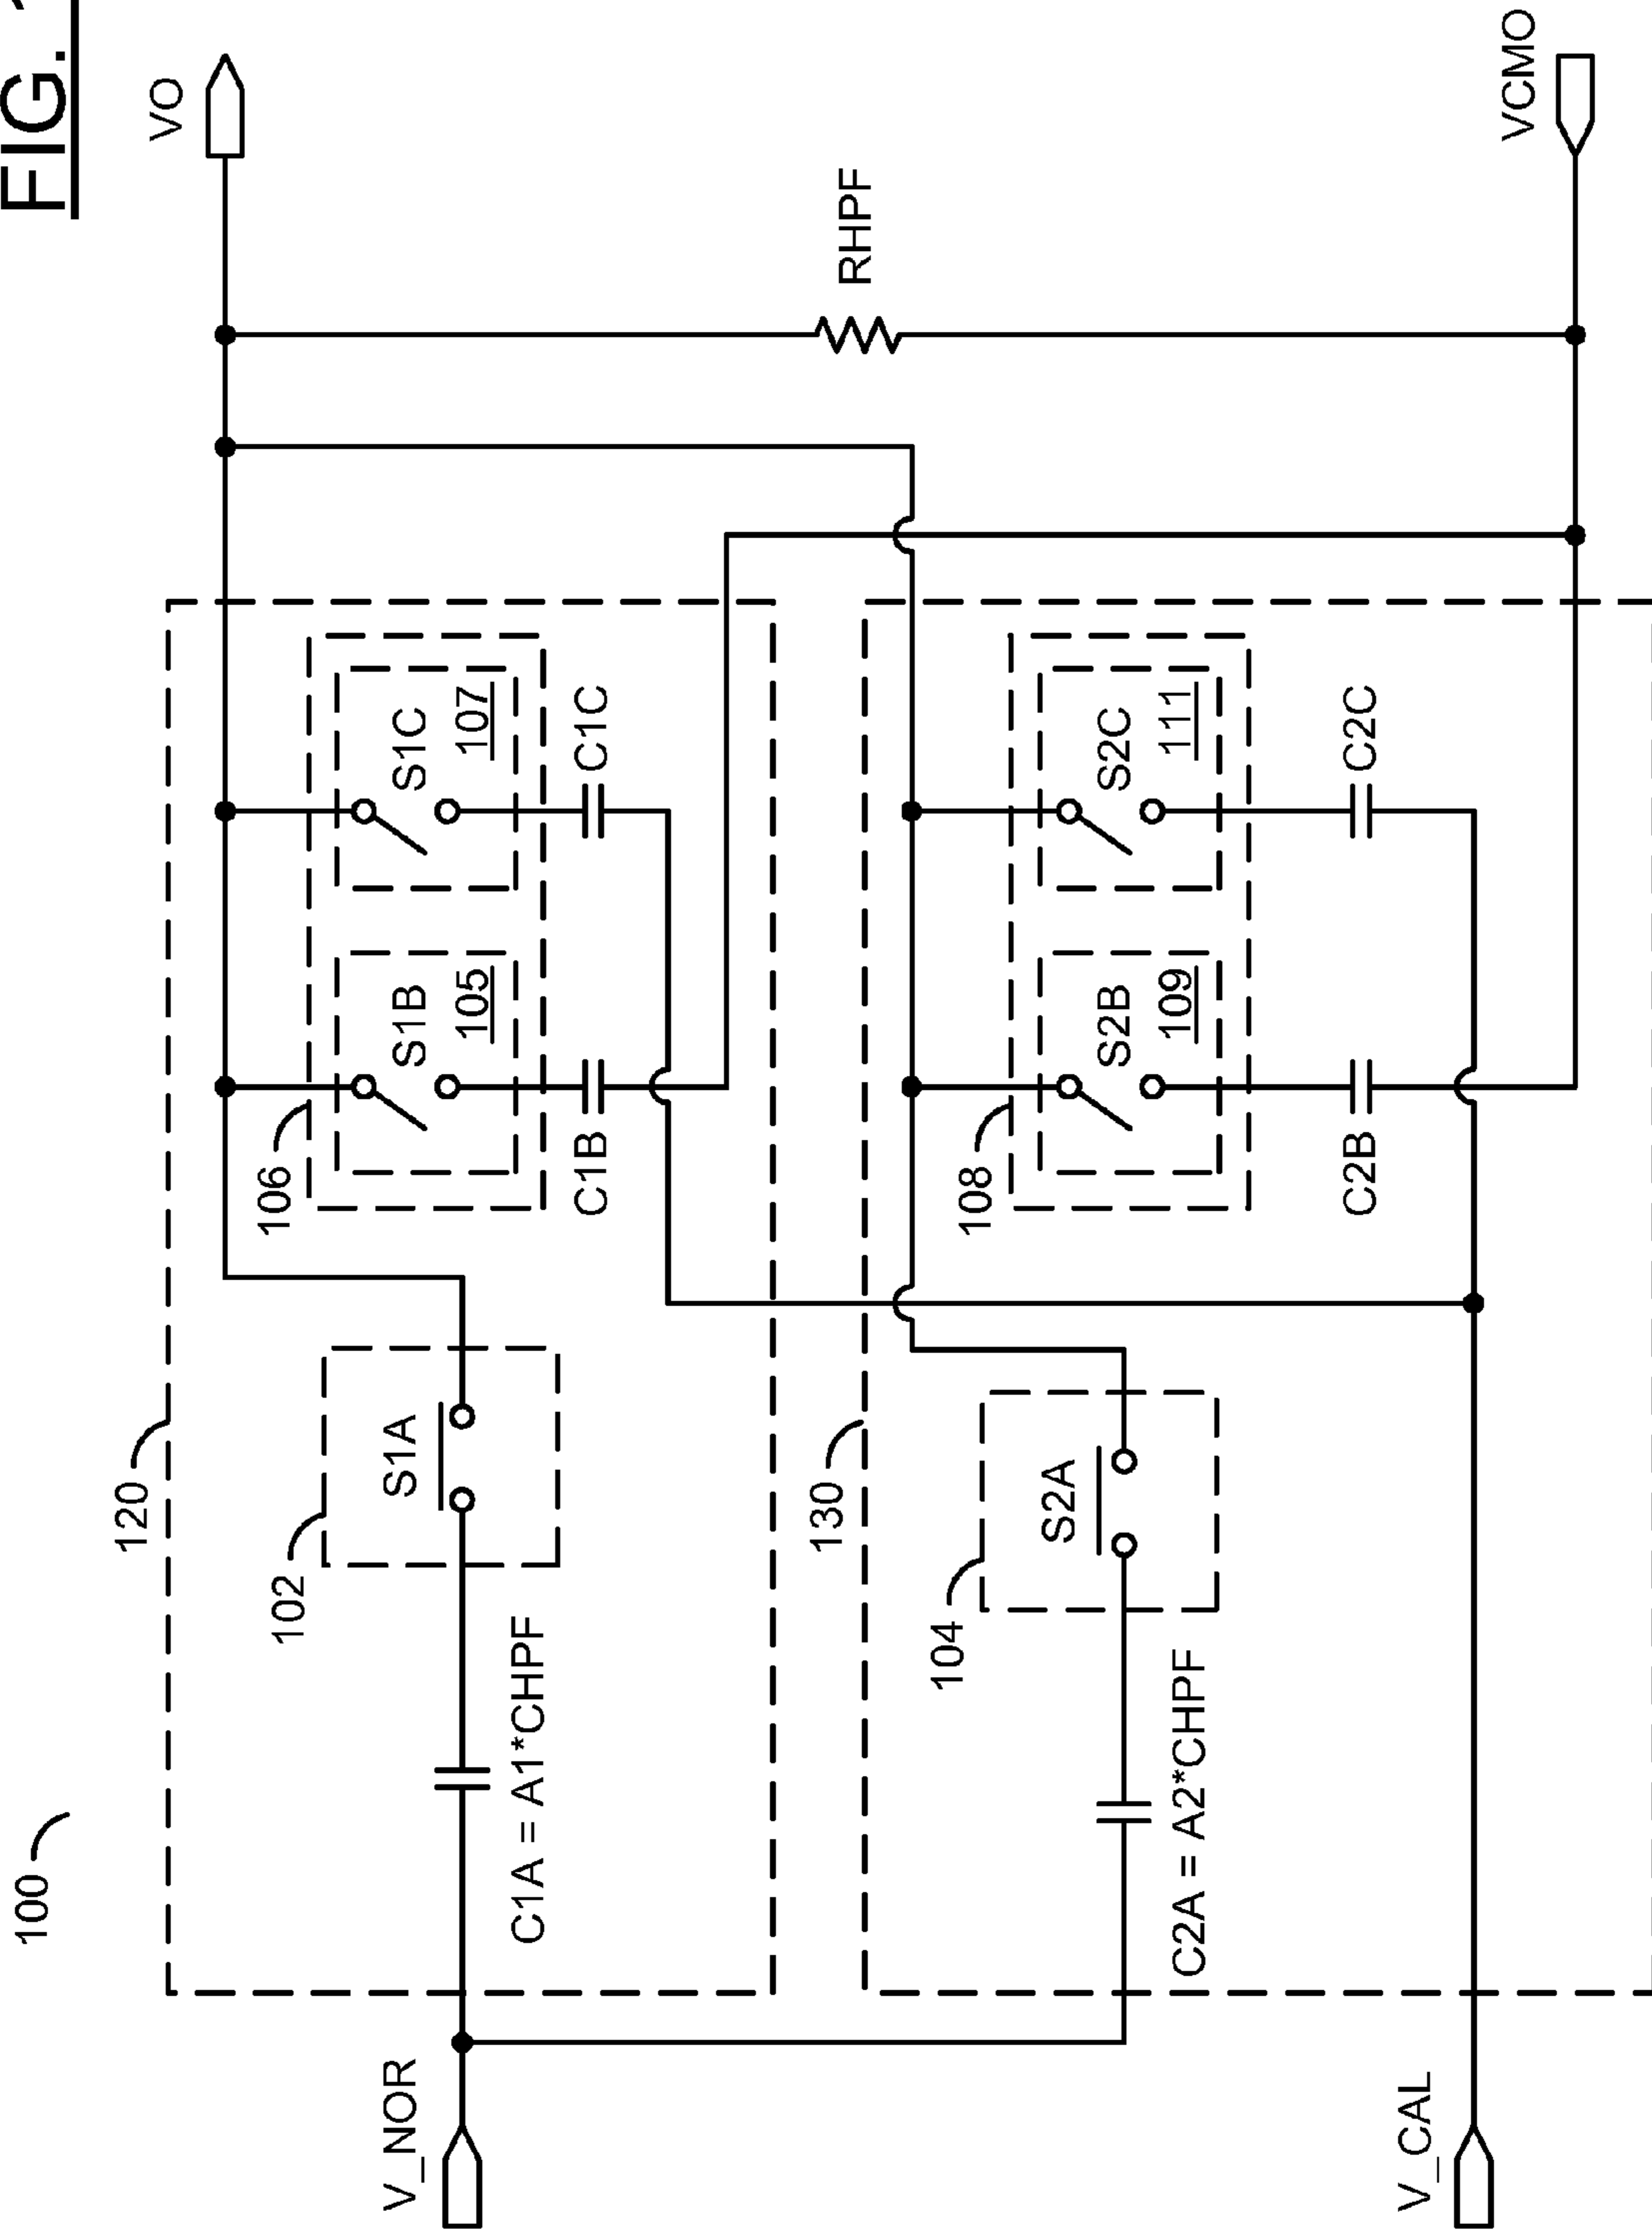 FIG. 1
100
120
VO
106
S1B
105
S1C
107
102
S1A
C1B
C1C
V_NOR
C1A = A1*CHPF
RHPF
130
108
S2B
109
S2C
111
104
S2A
C2A = A2*CHPF
C2B
C2C
V_CAL
VCMO